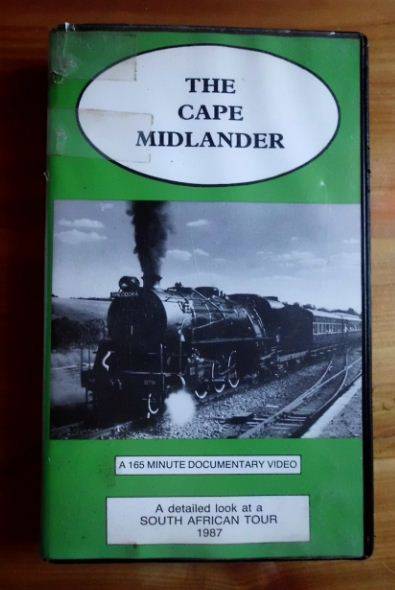 THE
CAPE
MIDLANDER
A 165 MINUTE DOCUMENTARY VIDEO
A detailed look at a
SOUTH AFRICAN TOUR
1987